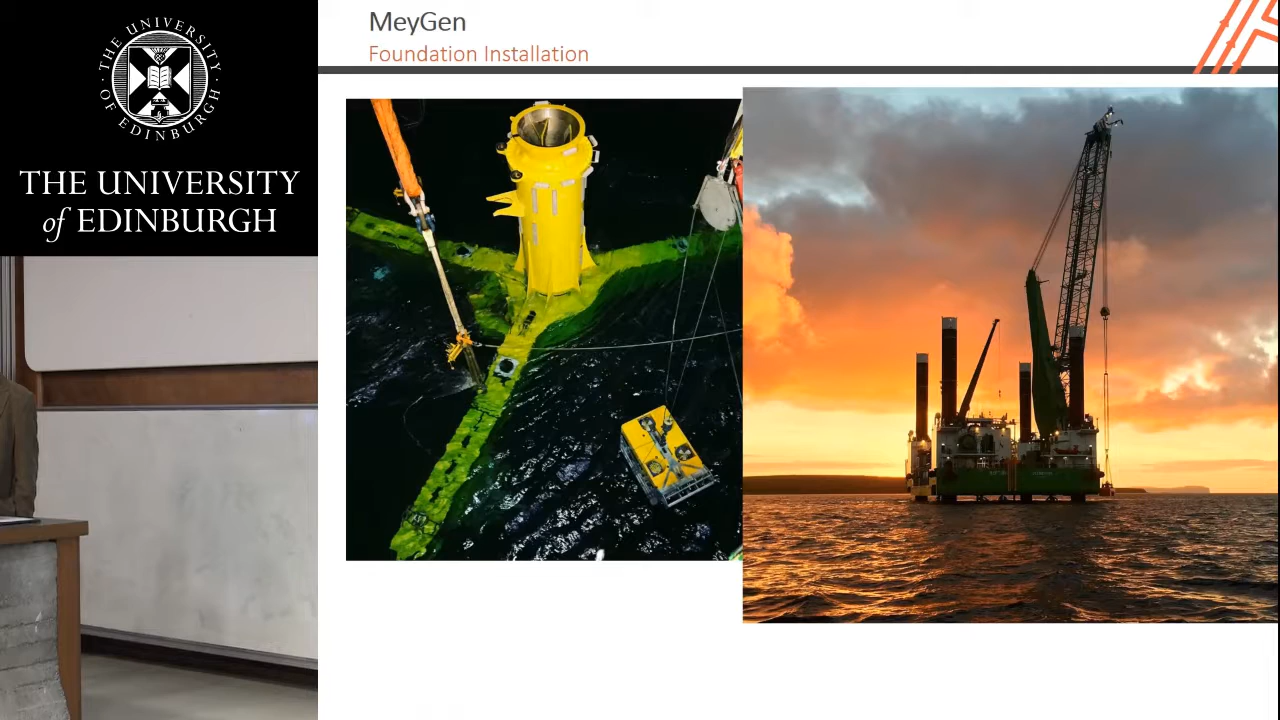 THE UNIVERSITY
OF EDINBURGH
THE UNIVERSITY
of EDINBURGH
MeyGen
Foundation Installation